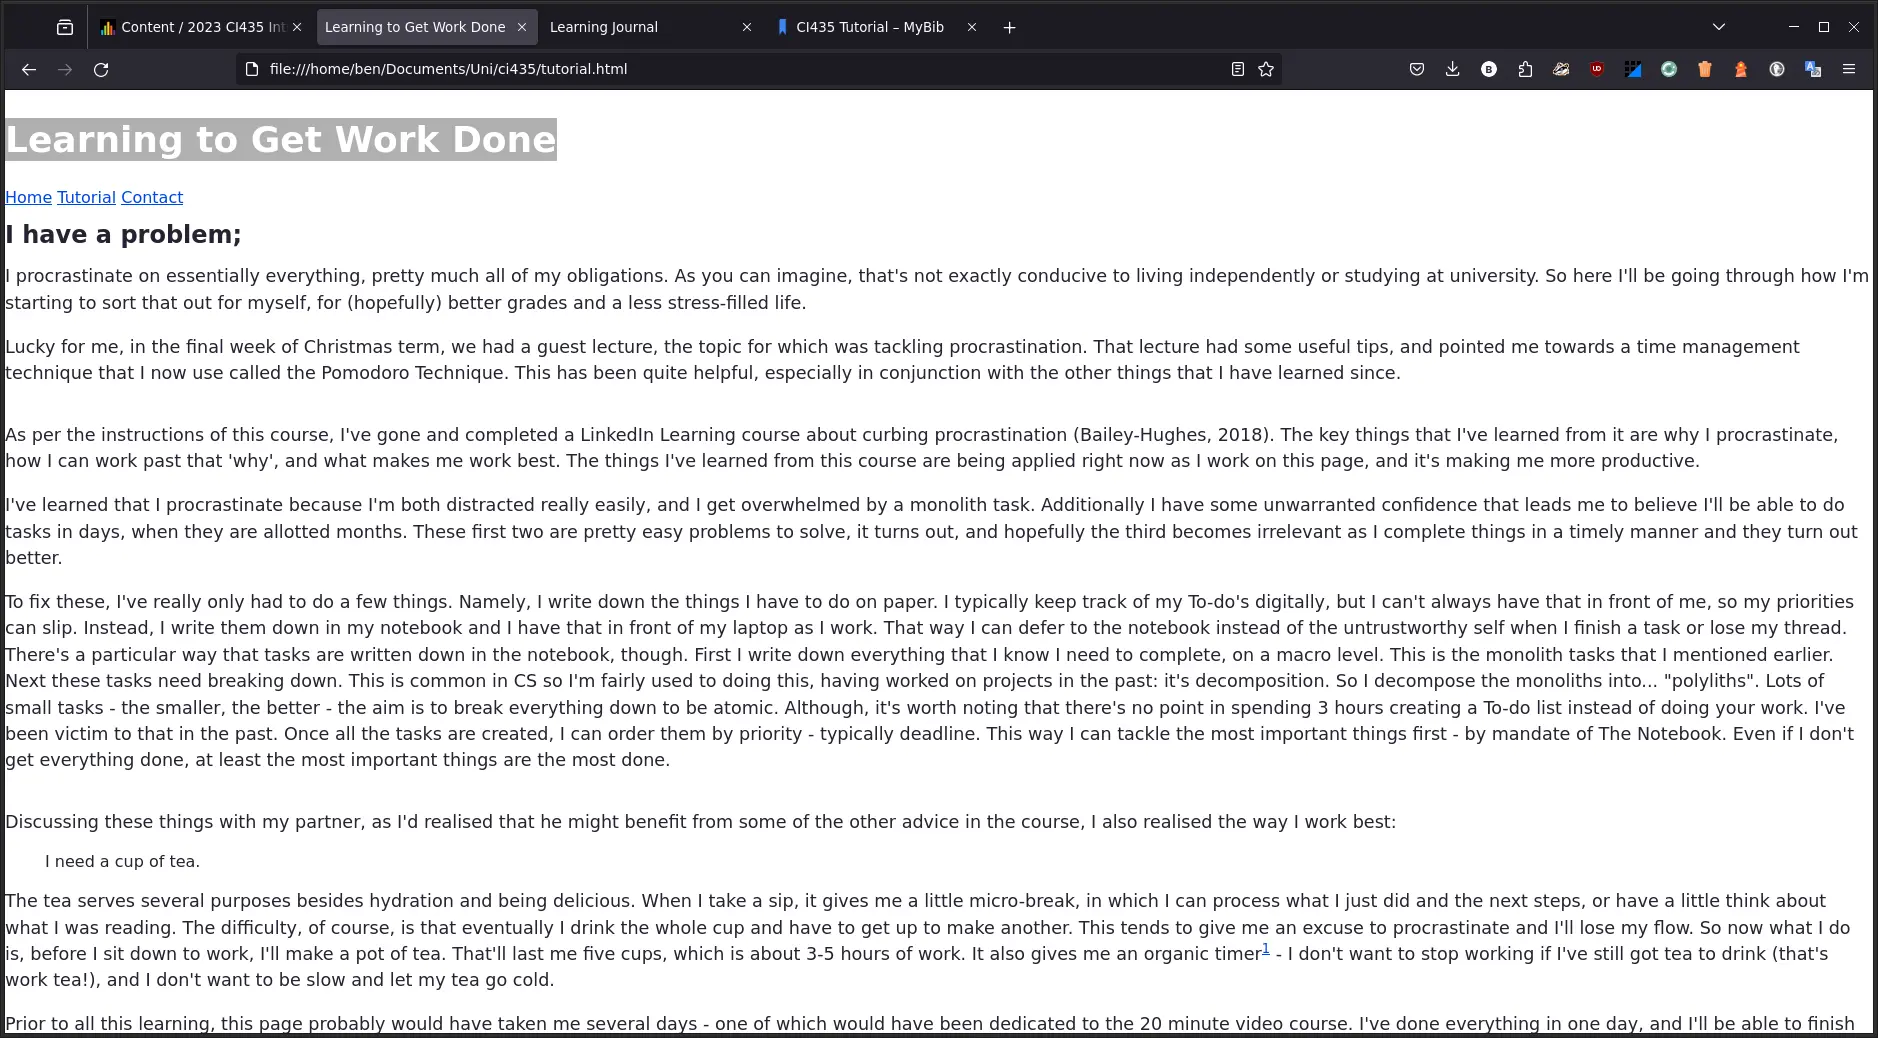 Content / 2023 CI435 Int
Learning to Get Work Done
Learning Journal
CI435 Tutorial – MyBib
file:///home/ben/Documents/Uni/ci435/tutorial.html
Learning to Get Work Done
Home Tutorial Contact
I have a problem;
I procrastinate on essentially everything, pretty much all of my obligations. As you can imagine, that's not exactly conducive to living independently or studying at university. So here I'll be going through how I'm
starting to sort that out for myself, for (hopefully) better grades and a less stress-filled life.
Lucky for me, in the final week of Christmas term, we had a guest lecture, the topic for which was tackling procrastination. That lecture had some useful tips, and pointed me towards a time management
technique that I now use called the Pomodoro Technique. This has been quite helpful, especially in conjunction with the other things that I have learned since.
As per the instructions of this course, I've gone and completed a LinkedIn Learning course about curbing procrastination (Bailey-Hughes, 2018). The key things that I've learned from it are why I procrastinate,
how I can work past that 'why', and what makes me work best. The things I've learned from this course are being applied right now as I work on this page, and it's making me more productive.
I've learned that I procrastinate because I'm both distracted really easily, and I get overwhelmed by a monolith task. Additionally I have some unwarranted confidence that leads me to believe I'll be able to do
tasks in days, when they are allotted months. These first two are pretty easy problems to solve, it turns out, and hopefully the third becomes irrelevant as I complete things in a timely manner and they turn out
better.
To fix these, I've really only had to do a few things. Namely, I write down the things I have to do on paper. I typically keep track of my To-do's digitally, but I can't always have that in front of me, so my priorities
can slip. Instead, I write them down in my notebook and I have that in front of my laptop as I work. That way I can defer to the notebook instead of the untrustworthy self when I finish a task or lose my thread.
There's a particular way that tasks are written down in the notebook, though. First I write down everything that I know I need to complete, on a macro level. This is the monolith tasks that I mentioned earlier.
Next these tasks need breaking down. This is common in CS so I'm fairly used to doing this, having worked on projects in the past: it's decomposition. So I decompose the monoliths into... "polyliths". Lots of
small tasks - the smaller, the better - the aim is to break everything down to be atomic. Although, it's worth noting that there's no point in spending 3 hours creating a To-do list instead of doing your work. I've
been victim to that in the past. Once all the tasks are created, I can order them by priority - typically deadline. This way I can tackle the most important things first - by mandate of The Notebook. Even if I don't
get everything done, at least the most important things are the most done.
Discussing these things with my partner, as I'd realised that he might benefit from some of the other advice in the course, I also realised the way I work best:
I need a cup of tea.
The tea serves several purposes besides hydration and being delicious. When I take a sip, it gives me a little micro-break, in which I can process what I just did and the next steps, or have a little think about
what I was reading. The difficulty, of course, is that eventually I drink the whole cup and have to get up to make another. This tends to give me an excuse to procrastinate and I'll lose my flow. So now what I do
is, before I sit down to work, I'll make a pot of tea. That'll last me five cups, which is about 3-5 hours of work. It also gives me an organic timer1 - I don't want to stop working if I've still got tea to drink (that's
work tea!), and I don't want to be slow and let my tea go cold.
Prior to all this learning, this page probably would have taken me several days - one of which would have been dedicated to the 20 minute video course. I've done everything in one day, and I'll be able to finish